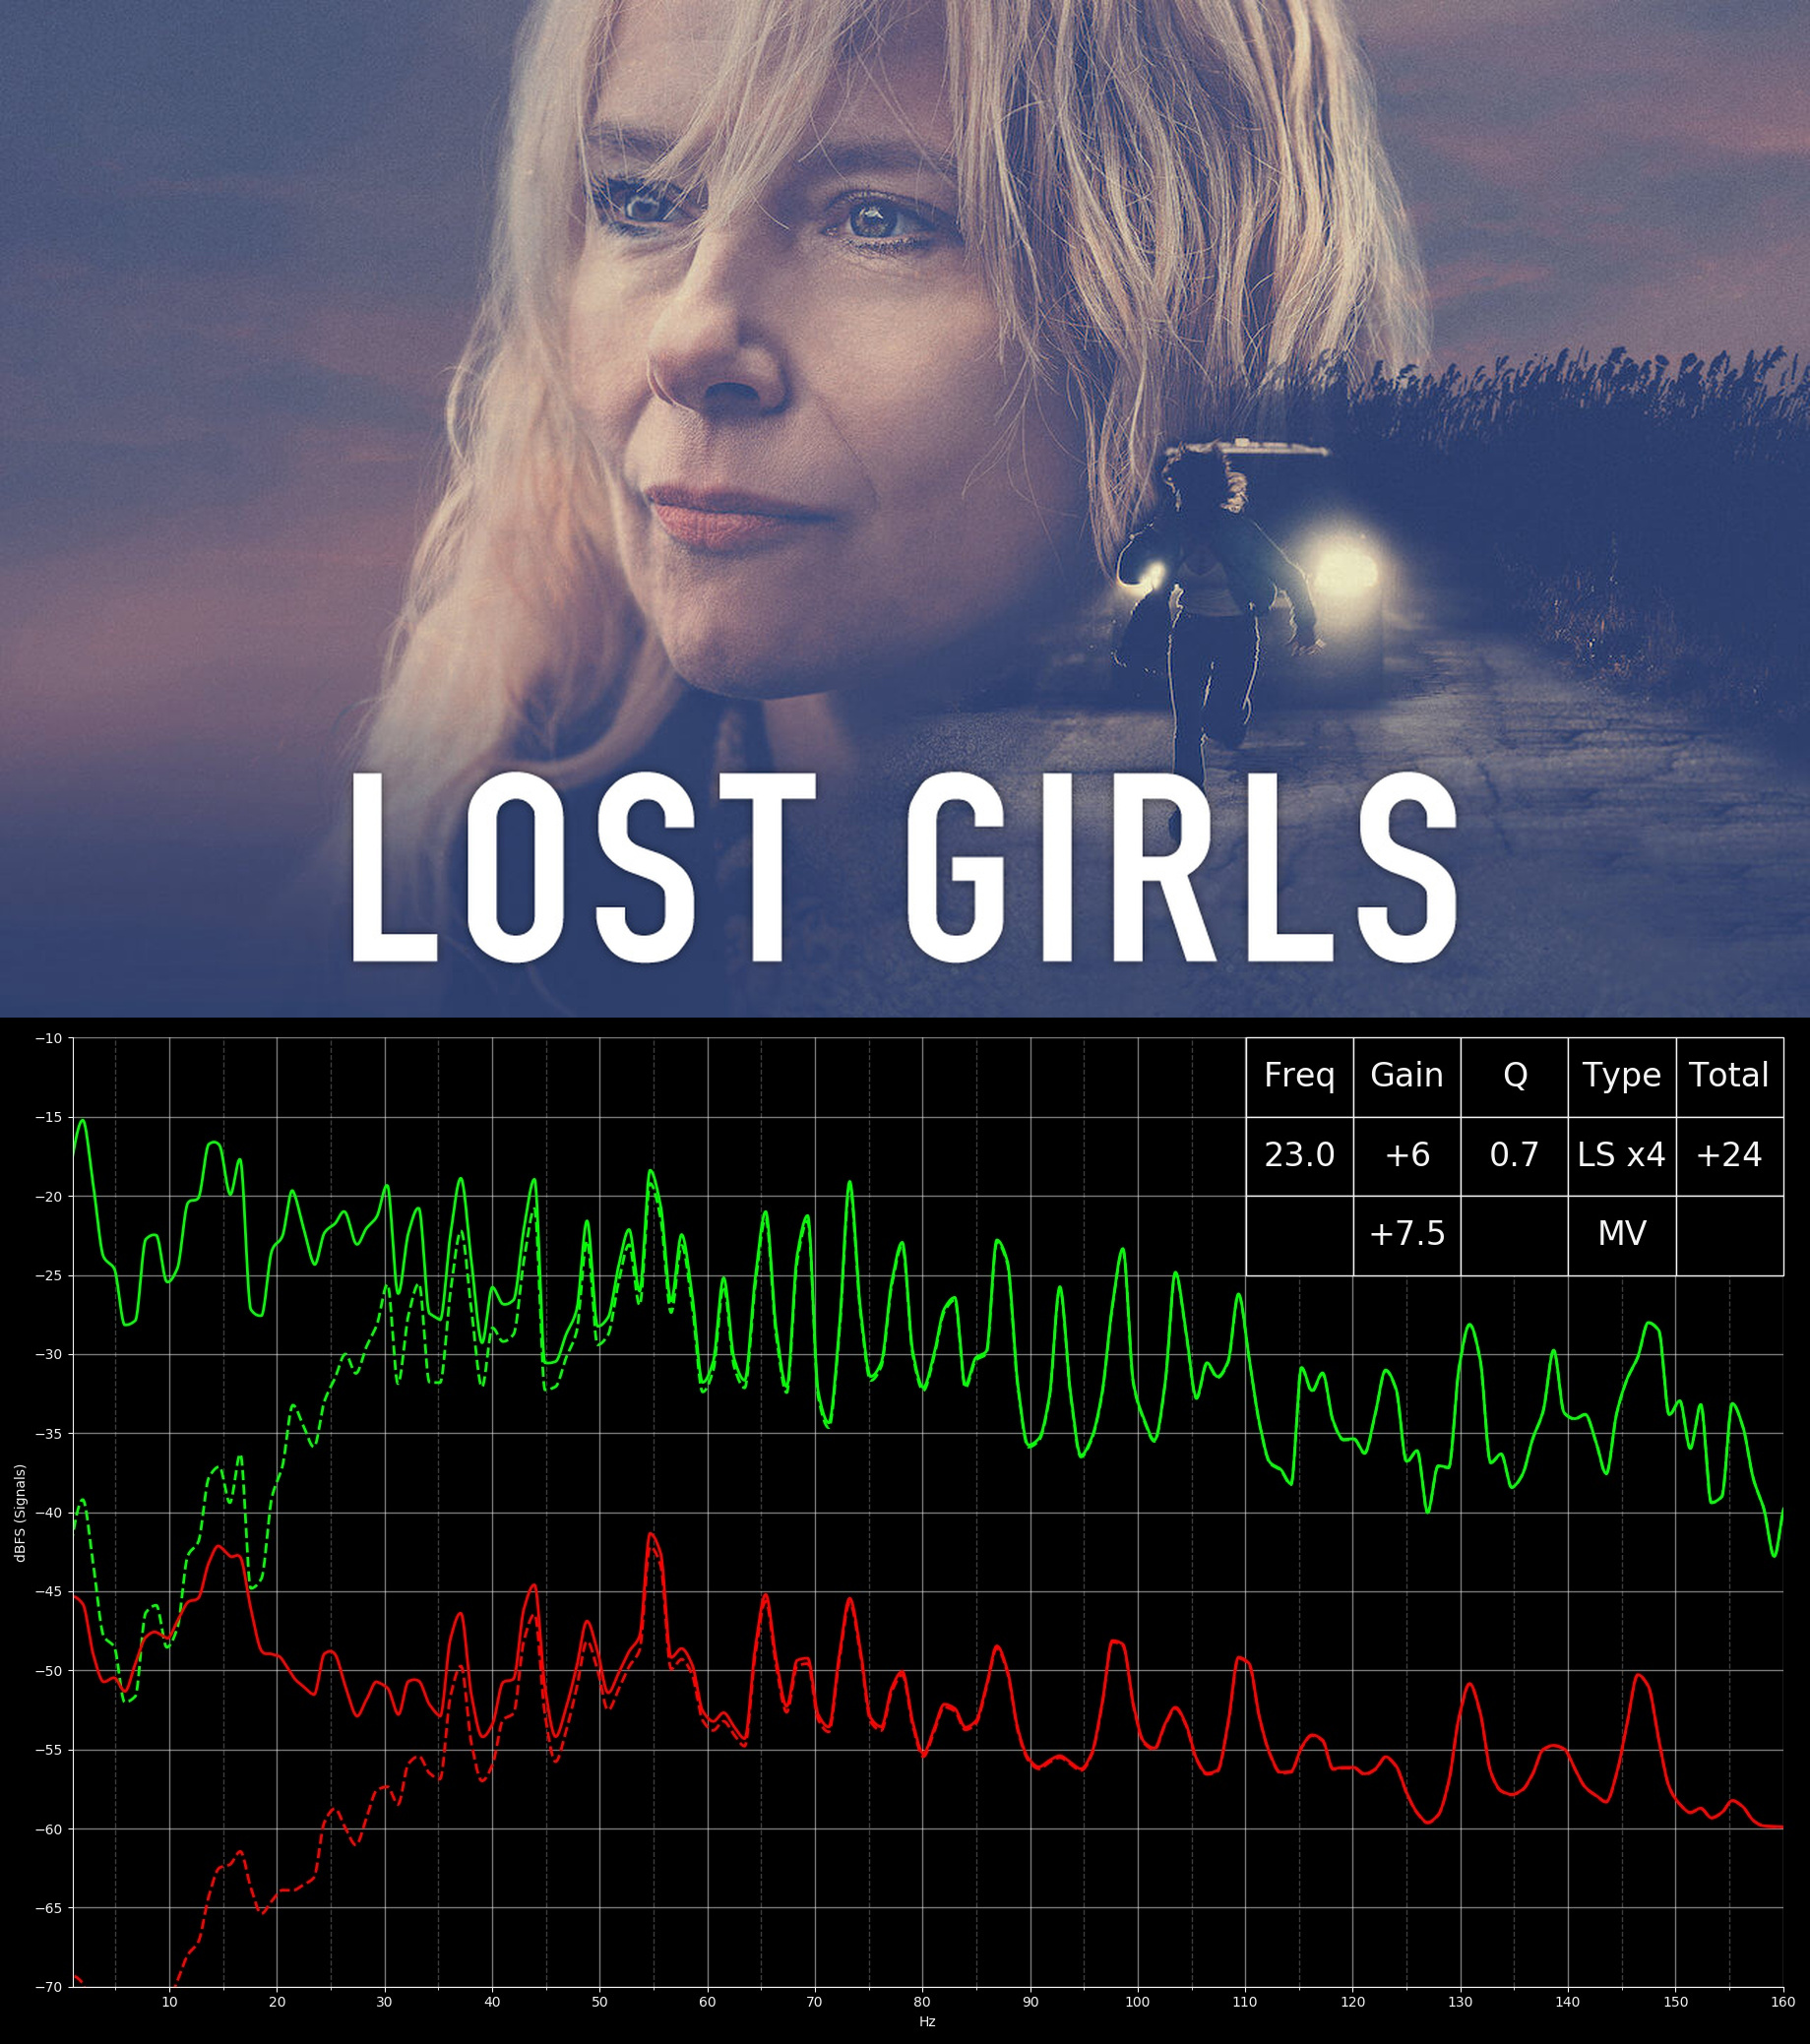 LOST GIRLS
Freq Gain Q Type Total
23.0 +6 0.7 LS x4 +24
+7.5 MV
−10
−15
−20
−25
−30
−35
−40
−45
−50
−55
−60
−65
−70
dBFS (Signals)
10 20 30 40 50 60 70 80 90 100 110 120 130 140 150 160
Hz